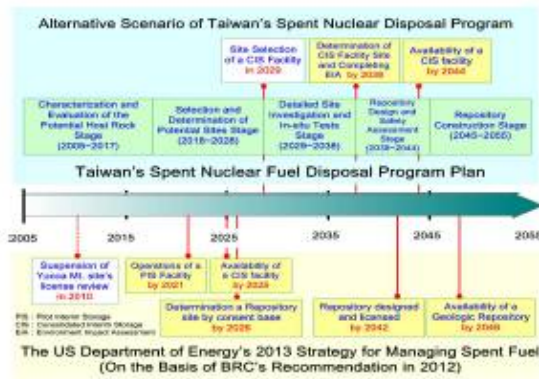 Alternative Scenario of Taiwan's Spent Nuclear Disposal Program
Site Selection
of a CIS Facility
in 2029
Determination of
CIS Facility Site
and Completing
EIA by 2038
Availability of a
CIS facility
by 2044
Characterization and
Evaluation of the
Potential Host Rock
Stage
(2005~2017)
Selection and
Determination of
Potential Sites Stage
(2018~2028)
Detailed Site
Investigation and
In-situ Tests
Stage
(2029~2038)
Repository
Design and
Safety
Assessment
Stage
(2039~2044)
Repository
Construction Stage
(2045~2055)
Taiwan's Spent Nuclear Fuel Disposal Program Plan
2005
2015
2025
2035
2045
2055
Suspension of
Yucca Mt. site's
license review
in 2010
Operations of a
PIS Facility
by 2021
Availability of
a CIS facility
by 2025
Determination a Repository
site by consent base
by 2026
Repository designed
and licensed
by 2042
Availability of a
Geologic Repository
by 2048
PIS : Pilot Interim Storage
CIS : Consolidated Interim Storage
EIA : Environment Impact Assessment
The US Department of Energy's 2013 Strategy for Managing Spent Fuel
(On the Basis of BRC's Recommendation in 2012)